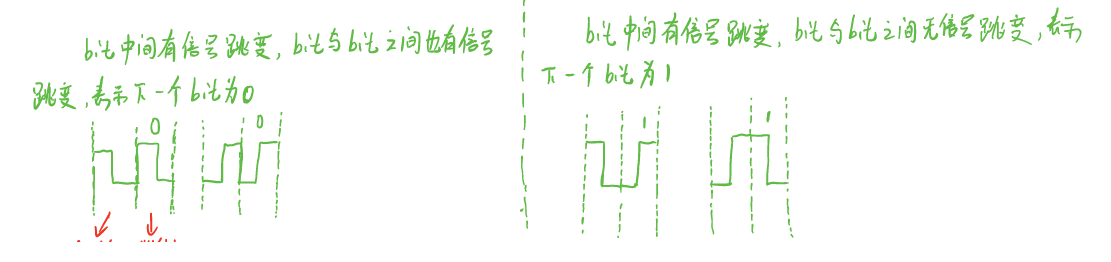 bit中间有信号跳变，bit与bit之间也有信号
跳变，表示下一个bit为0
0 0
bit中间有信号跳变，bit与bit之间无信号跳变，表示
下一个bit为1
1 1